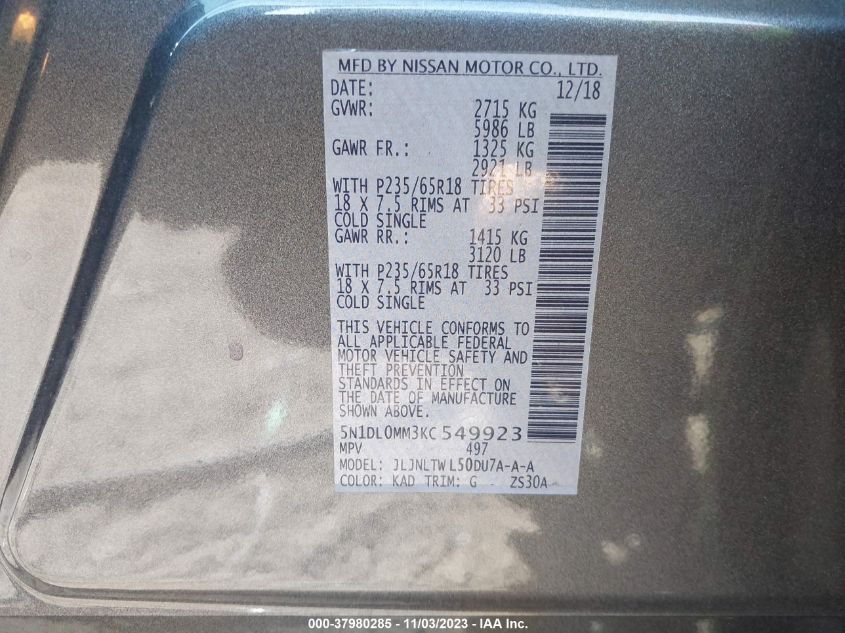 MFD BY NISSAN MOTOR CO., LTD.
DATE: 12/18
GVWR: 2715 KG
5986 LB
GAWR FR.: 1325 KG
2921 LB
WITH P235/65R18 TIRES
18 X 7.5 RIMS AT 33 PSI
COLD SINGLE
GAWR RR.: 1415 KG
3120 LB
WITH P235/65R18 TIRES
18 X 7.5 RIMS AT 33 PSI
COLD SINGLE
THIS VEHICLE CONFORMS TO
ALL APPLICABLE FEDERAL
MOTOR VEHICLE SAFETY AND
THEFT PREVENTION
STANDARDS IN EFFECT ON
THE DATE OF MANUFACTURE
SHOWN ABOVE.
5N1DL0MM3KC549923
MPV 497
MODEL: JLJNLTWL50DU7A-A-A
COLOR: KAD TRIM: G - ZS30A
000-37980285 - 11/03/2023 - IAA Inc.